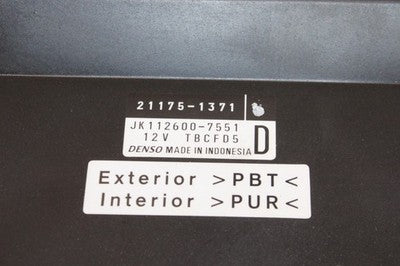 21175-1371
JK112600-7551
12V TBCF05
DENSO MADE IN INDONESIA
D
Exterior >PBT<
Interior >PUR<